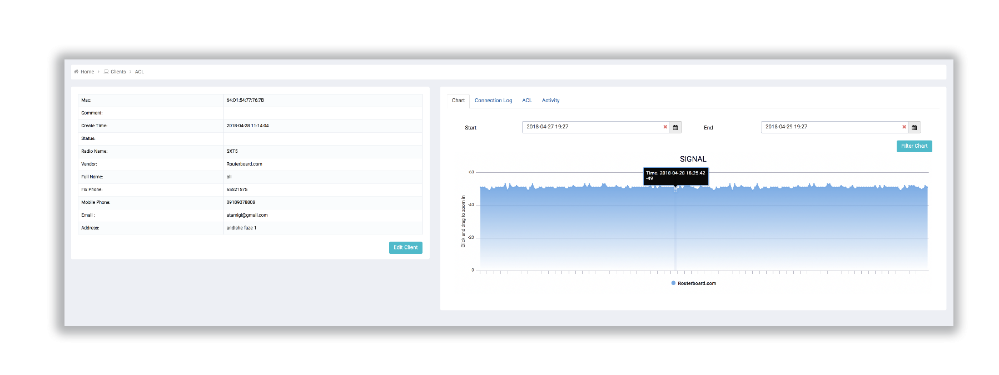 Home > Clients > ACL
Mac: 64:D1:54:77:76:7B
Comment:
Create Time: 2018-04-28 11:14:04
Status:
Radio Name: SXT5
Vendor: Routerboard.com
Full Name: ali
Fix Phone: 65521575
Mobile Phone: 09189078808
Email : atamigi@gmail.com
Address: andishe faze 1
Edit Client
Chart Connection Log ACL Activity
Start 2018-04-27 19:27 End 2018-04-29 19:27
Filter Chart
SIGNAL
Time: 2018-04-28 18:25:42
-49
Click and drag to zoom in
-60
-40
-20
0
Routerboard.com